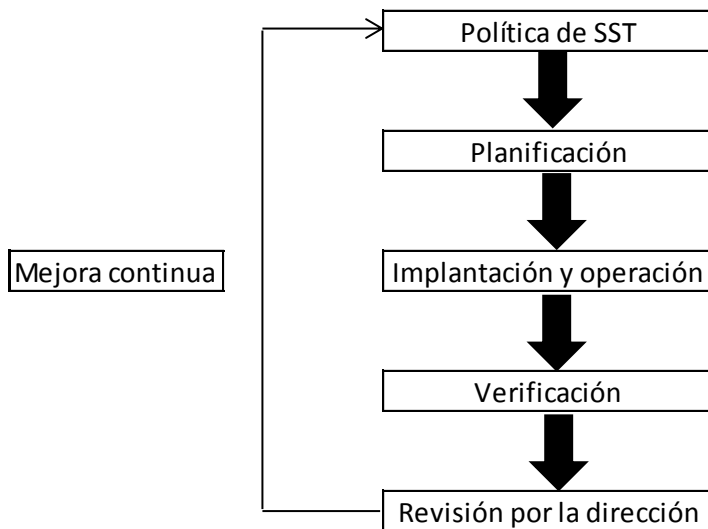 Política de SST
Planificación
Mejora continua
Implantación y operación
Verificación
Revisión por la dirección